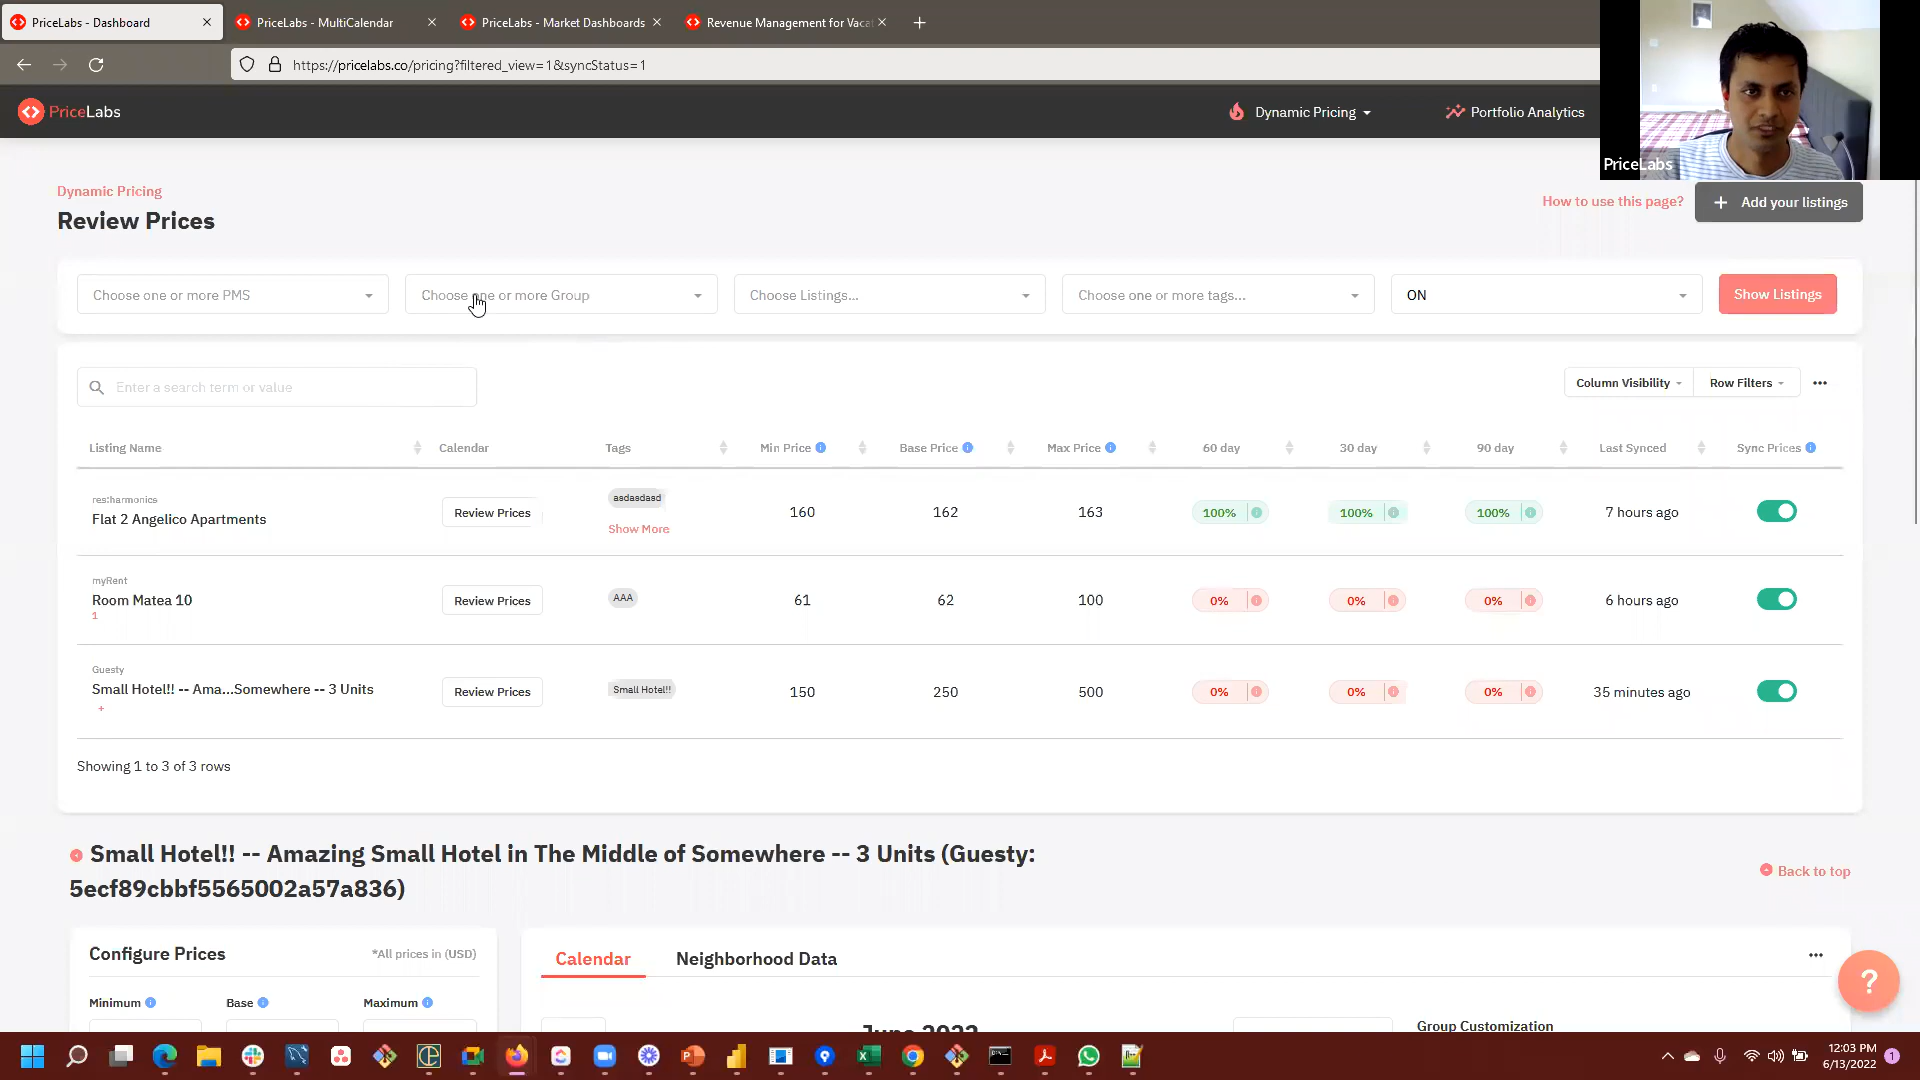 PriceLabs - Dashboard
PriceLabs - MultiCalendar
PriceLabs - Market Dashboards
Revenue Management for Vaca
https://pricelabs.co/pricing?filtered_view=1&syncStatus=1
PriceLabs
Dynamic Pricing
Portfolio Analytics
PriceLabs
Dynamic Pricing
Review Prices
How to use this page?
+ Add your listings
Choose one or more PMS
Choose one or more Group
Choose Listings...
Choose one or more tags...
ON
Show Listings
Enter a search term or value
Column Visibility
Row Filters
Listing Name Calendar Tags Min Price Base Price Max Price 60 day 30 day 90 day Last Synced Sync Prices
res:harmonics
Flat 2 Angelico Apartments
Review Prices
asdasdasd
Show More
160 162 163 100% 100% 100% 7 hours ago
myRent
Room Matea 10
1
Review Prices
AAA
61 62 100 0% 0% 0% 6 hours ago
Guesty
Small Hotel!! -- Ama...Somewhere -- 3 Units
+
Review Prices
Small Hotel!!
150 250 500 0% 0% 0% 35 minutes ago
Showing 1 to 3 of 3 rows
Small Hotel!! -- Amazing Small Hotel in The Middle of Somewhere -- 3 Units (Guesty:
5ecf89cbbf5565002a57a836)
Back to top
Configure Prices
*All prices in (USD)
Calendar
Neighborhood Data
Minimum
Base
Maximum
June 2022
Group Customization
?
12:03 PM
6/13/2022
1